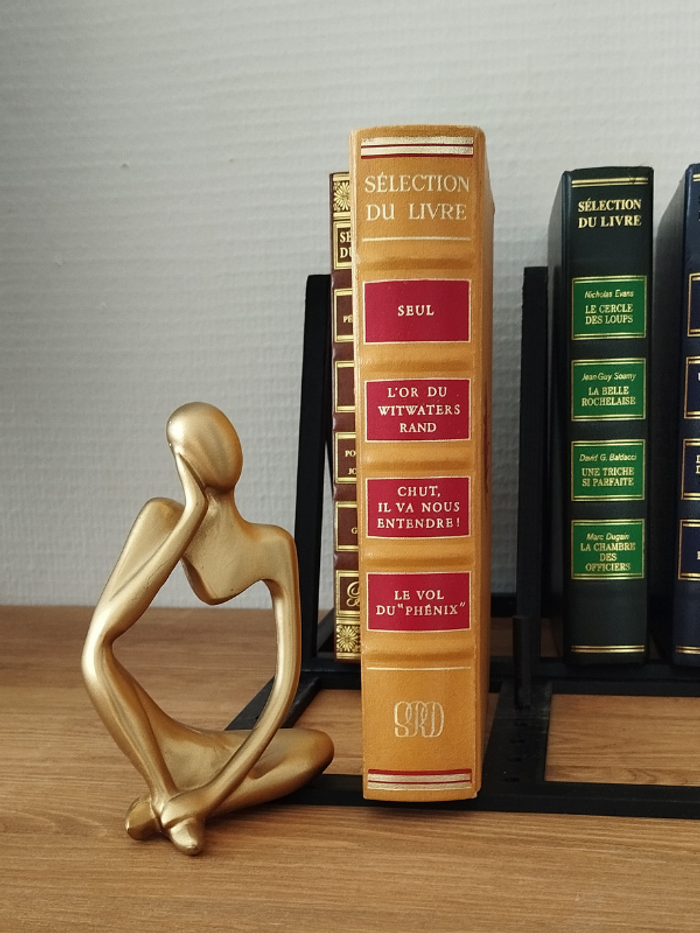 SÉLECTION
DU LIVRE
SEUL
L'OR DU
WITWATERS
RAND
CHUT,
IL VA NOUS
ENTENDRE!
LE VOL
DU "PHÉNIX"
SRD
SÉLECTION
DU LIVRE
Nicholas Evans
LE CERCLE
DES LOUPS
Jean-Guy Soumy
LA BELLE
ROCHELAISE
David G. Baldacci
UNE TRICHE
SI PARFAITE
Marc Dugain
LA CHAMBRE
DES
OFFICIERS